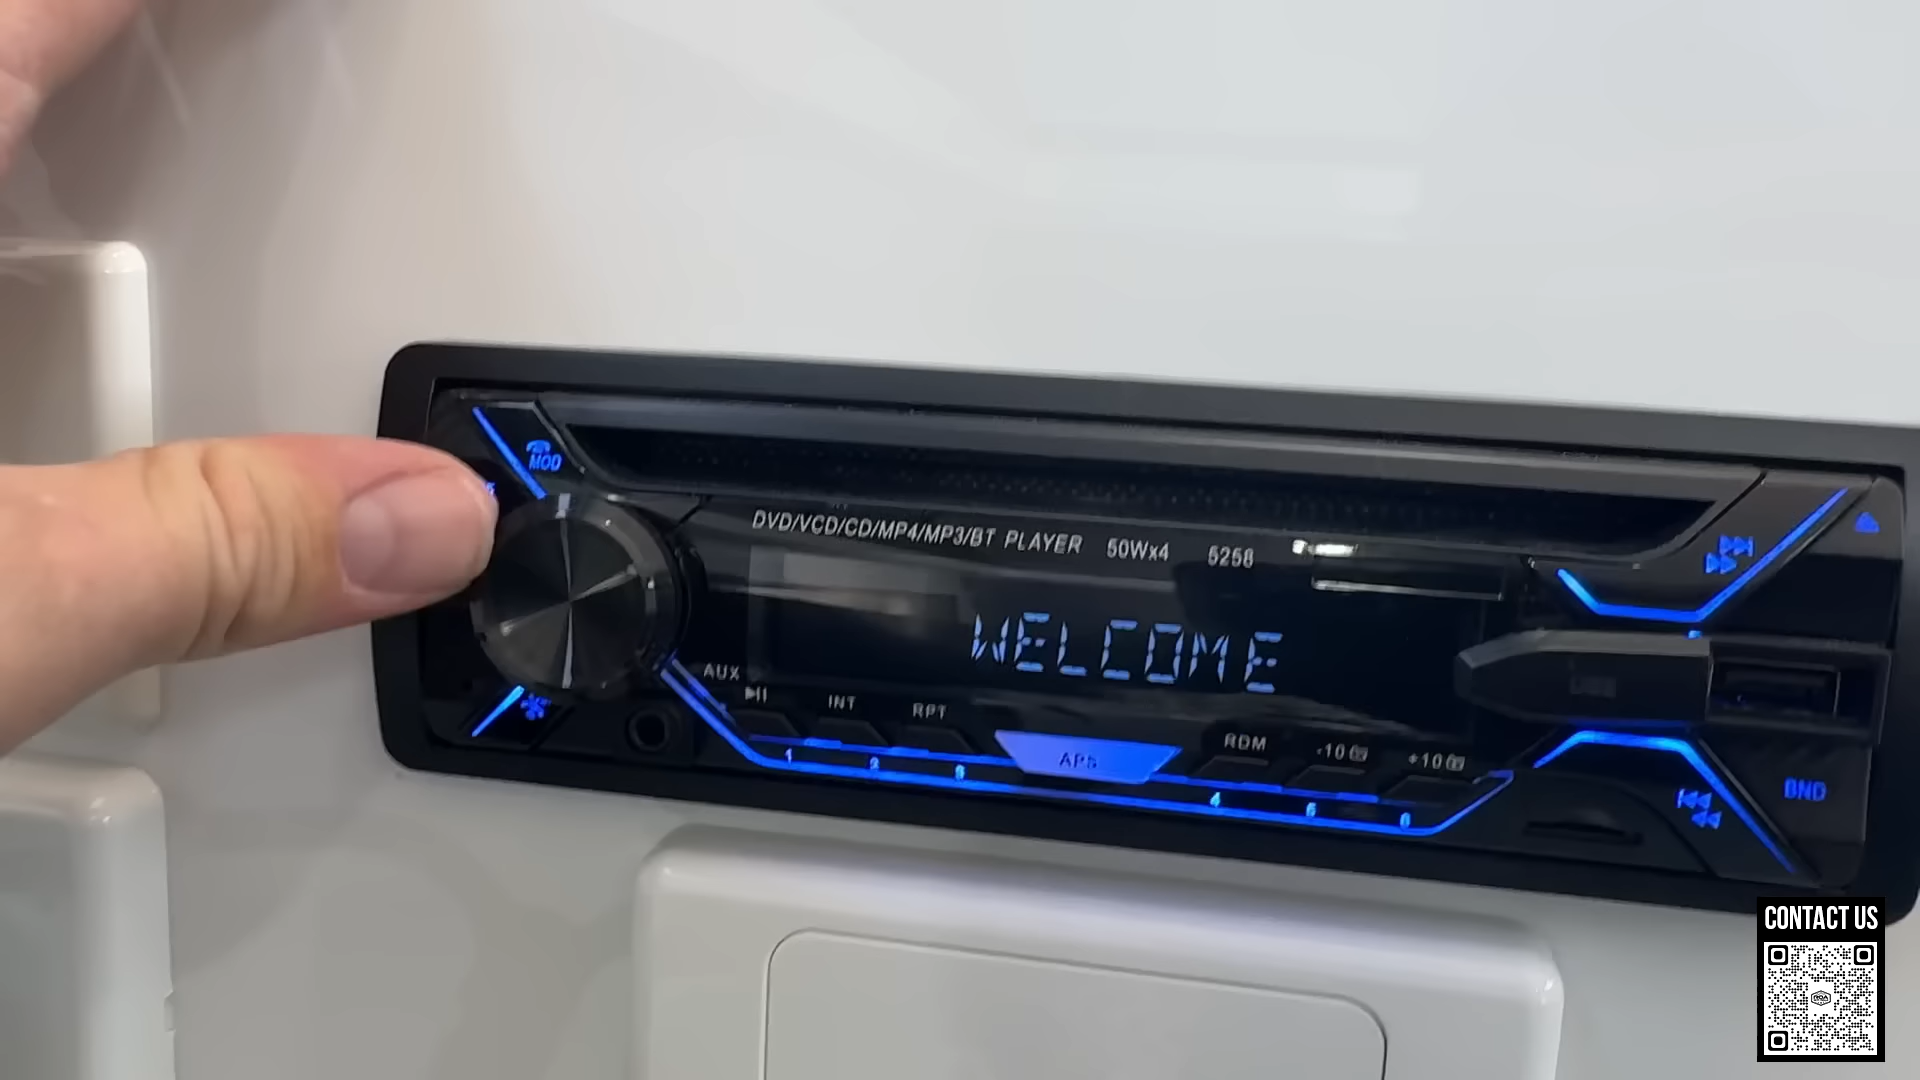 MOD
DVD/VCD/CD/MP4/MP3/BT PLAYER 50Wx4 5258
WELCOME
AUX
INT
RPT
APS
RDM
-10
+10
1
2
3
4
5
6
BND
CONTACT US